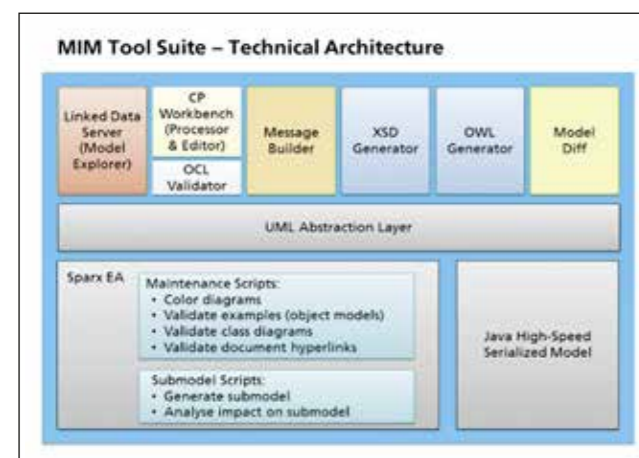 MIM Tool Suite – Technical Architecture
Linked Data
Server
(Model
Explorer)
CP
Workbench
(Processor
& Editor)
OCL
Validator
Message
Builder
XSD
Generator
OWL
Generator
Model
Diff
UML Abstraction Layer
Sparx EA
Maintenance Scripts:
• Color diagrams
• Validate examples (object models)
• Validate class diagrams
• Validate document hyperlinks
Submodel Scripts:
• Generate submodel
• Analyse impact on submodel
Java High-Speed
Serialized Model